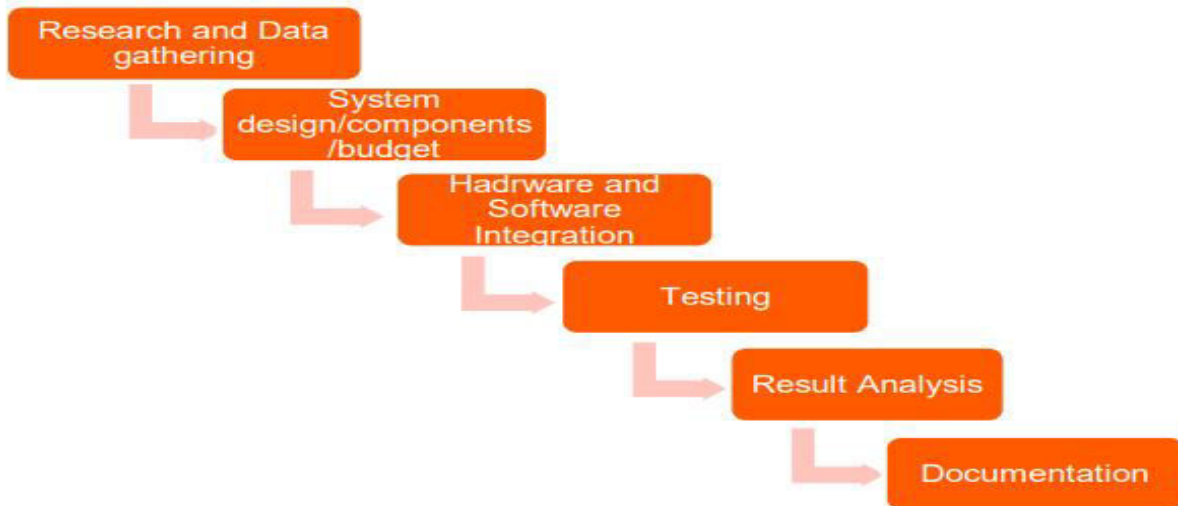 Research and Data
gathering
System
design/components
/budget
Hadrware and
Software
Integration
Testing
Result Analysis
Documentation